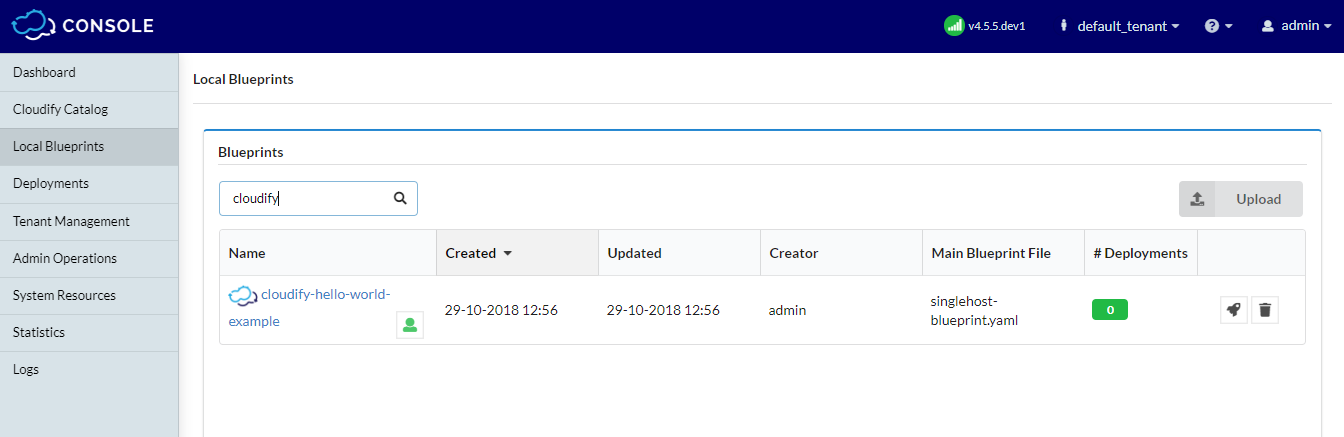 CONSOLE
v4.5.5.dev1
default_tenant
?
admin
Dashboard
Cloudify Catalog
Local Blueprints
Deployments
Tenant Management
Admin Operations
System Resources
Statistics
Logs
Local Blueprints
Blueprints
cloudify
Upload
Name
Created
Updated
Creator
Main Blueprint File
# Deployments
cloudify-hello-world-
example
29-10-2018 12:56
29-10-2018 12:56
admin
singlehost-
blueprint.yaml
0